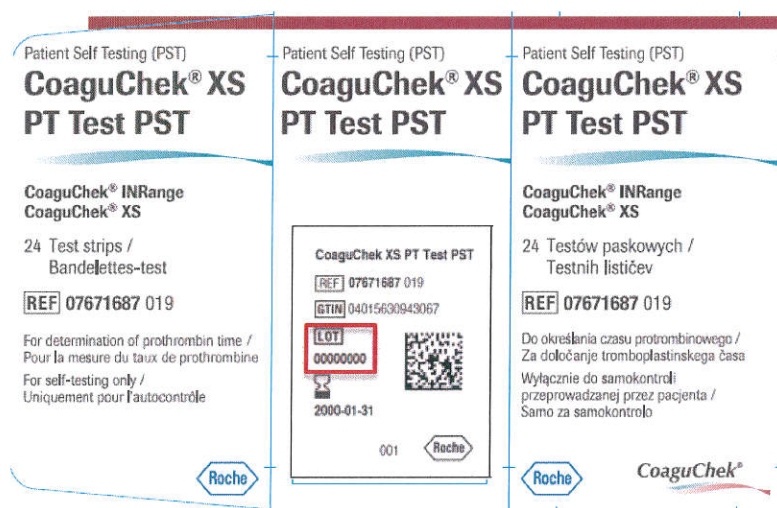 Patient Self Testing (PST)
CoaguChek® XS
PT Test PST
CoaguChek® INRange
CoaguChek® XS
24 Test strips /
Bandelettes-test
REF 07671687 019
For determination of prothrombin time /
Pour la mesure du taux de prothrombine
For self-testing only /
Uniquement pour l'autocontrôle
Roche
Patient Self Testing (PST)
CoaguChek® XS
PT Test PST
CoaguChek XS PT Test PST
REF 07671687 019
GTIN 04015630943067
LOT
00000000
2000-01-31
001
Roche
Patient Self Testing (PST)
CoaguChek® XS
PT Test PST
CoaguChek® INRange
CoaguChek® XS
24 Testów paskowych /
Testnih lističev
REF 07671687 019
Do określania czasu protrombinowego /
Za določanje tromboplastinskega časa
Wyłącznie do samokontroli
przeprowadzanej przez pacjenta /
Samo za samokontrolo
Roche
CoaguChek®